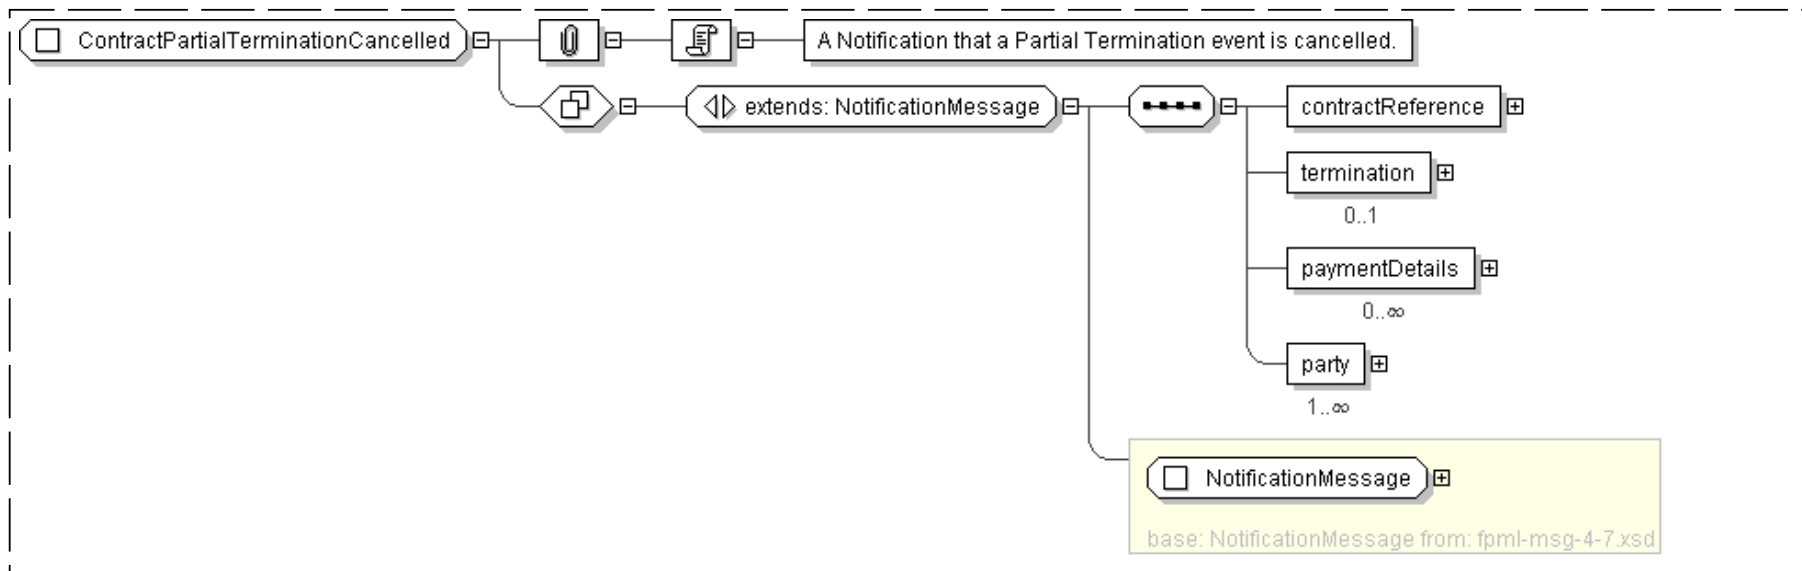 ContractPartialTerminationCancelled
A Notification that a Partial Termination event is cancelled.
extends: NotificationMessage
contractReference
termination
0..1
paymentDetails
0..∞
party
1..∞
NotificationMessage
base: NotificationMessage from: fpml-msg-4-7.xsd